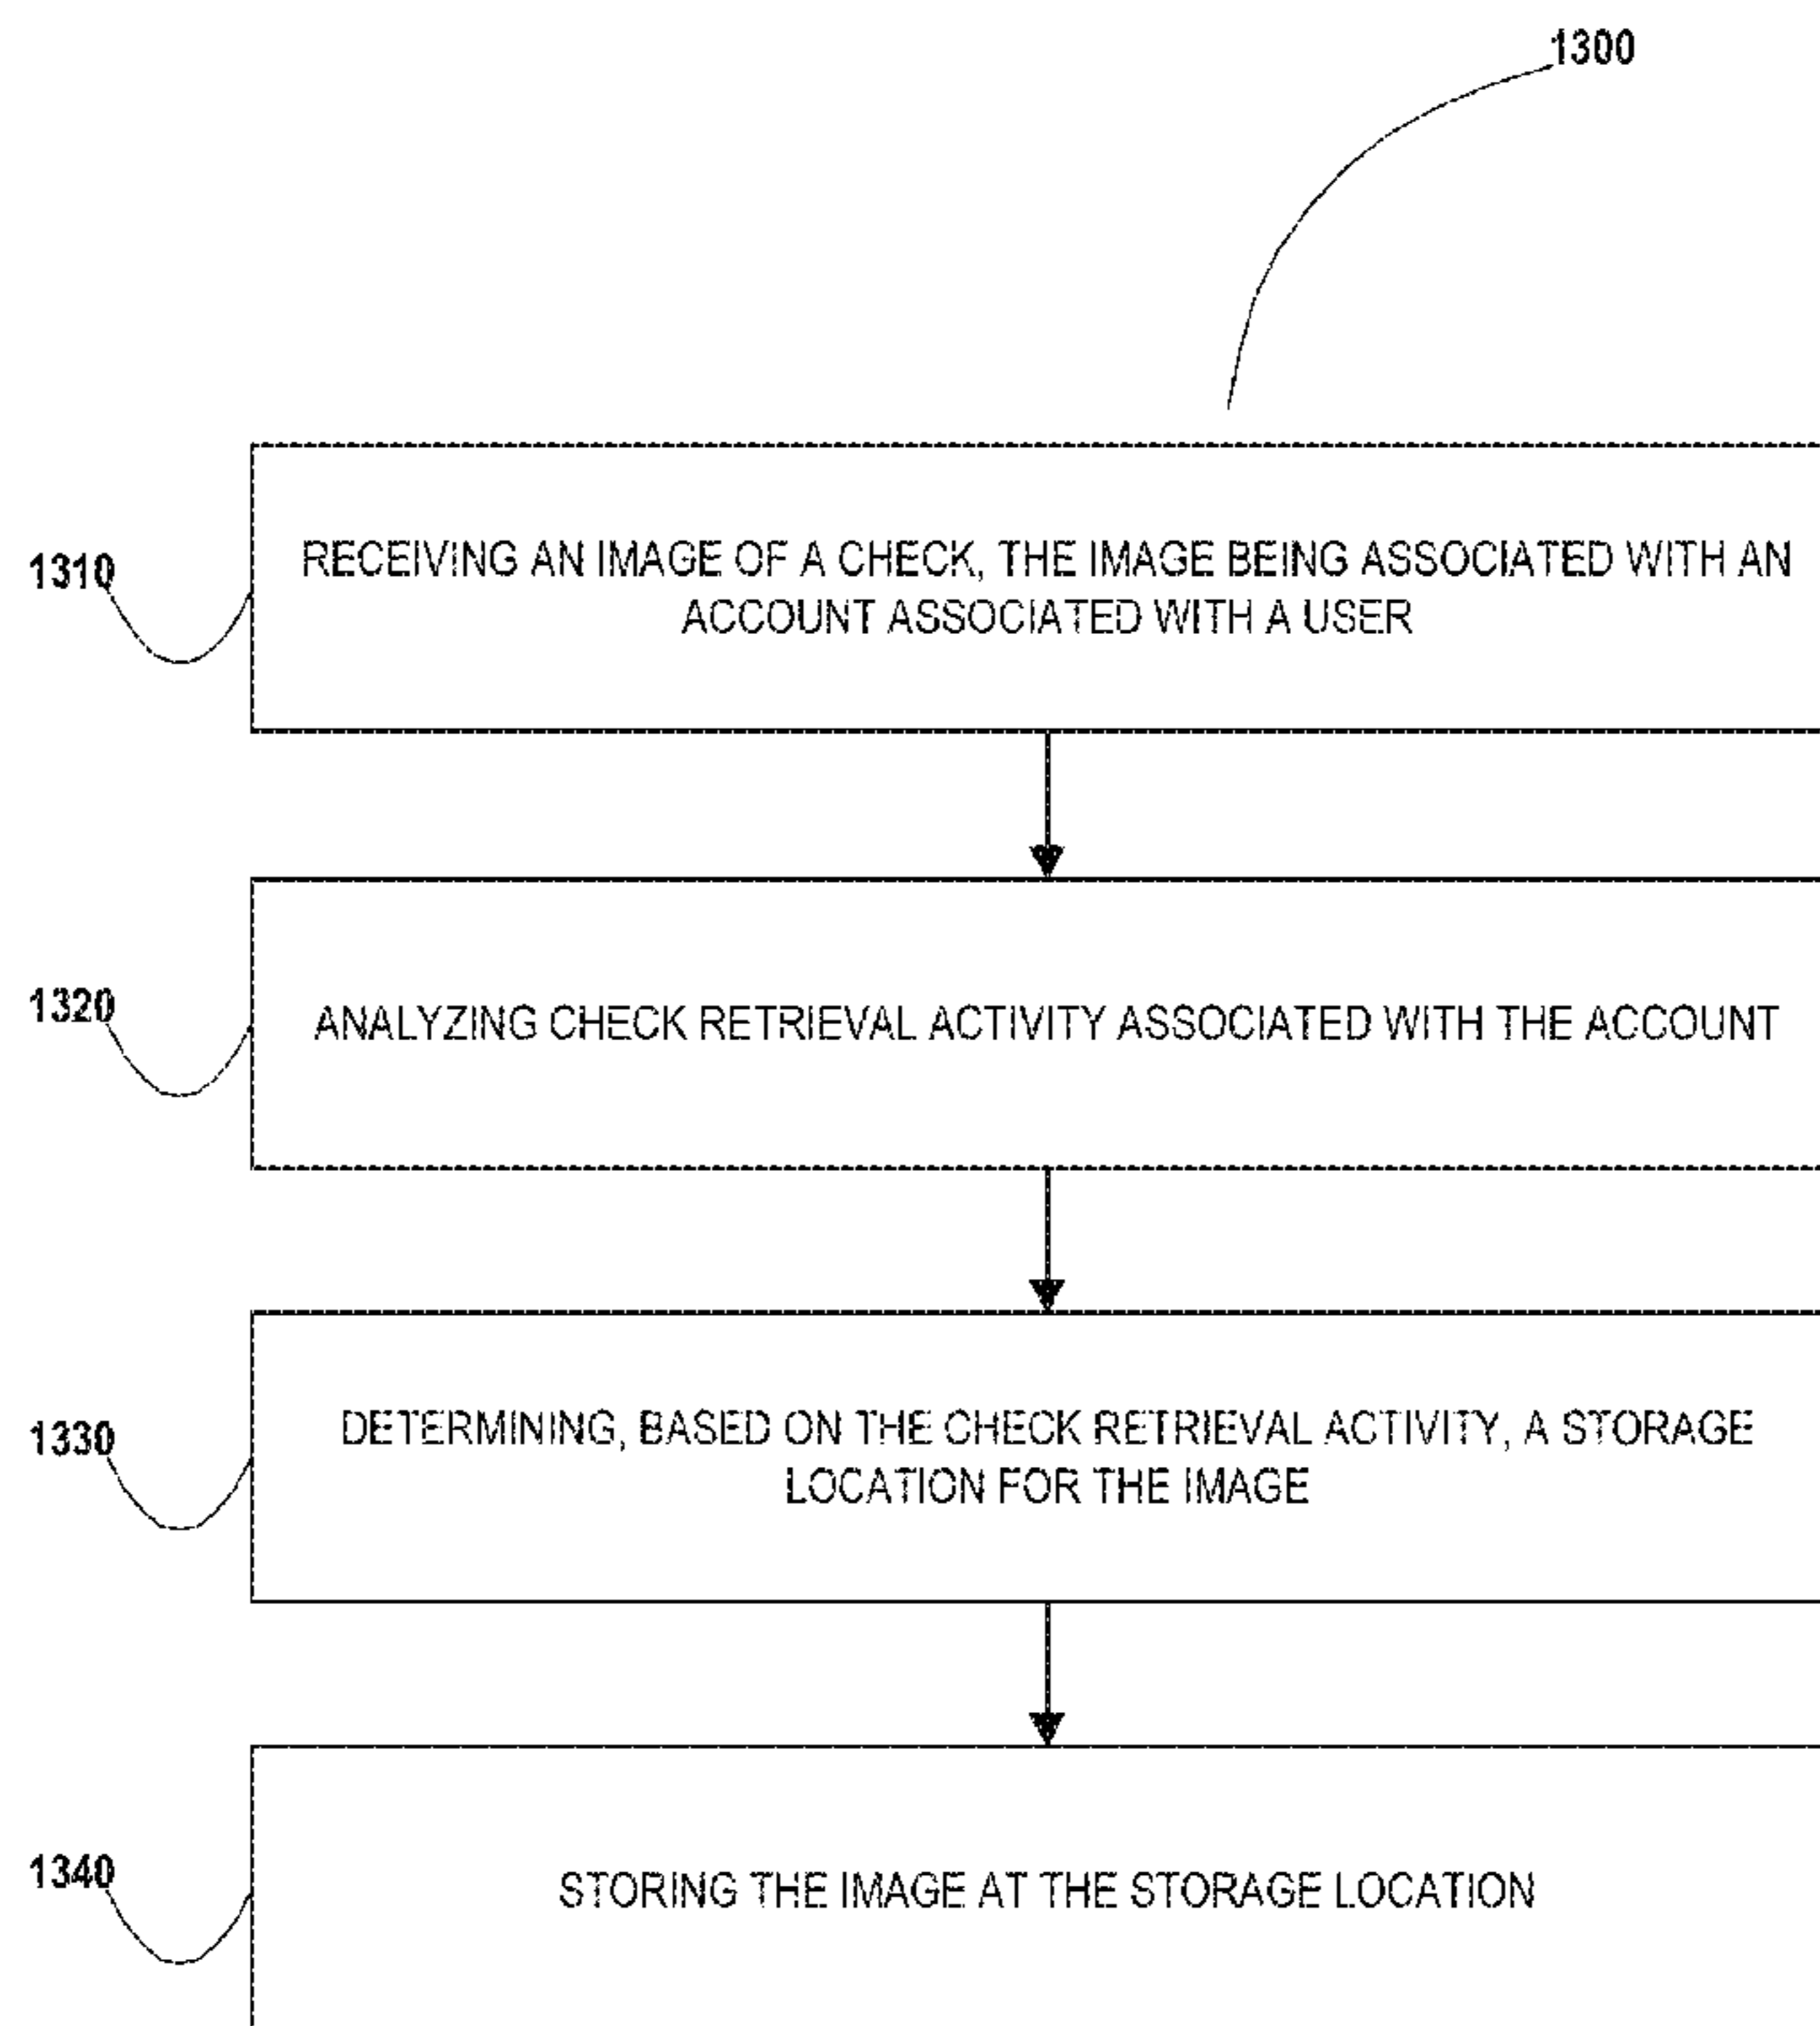 1300
1310
RECEIVING AN IMAGE OF A CHECK, THE IMAGE BEING ASSOCIATED WITH AN
ACCOUNT ASSOCIATED WITH A USER
1320
ANALYZING CHECK RETRIEVAL ACTIVITY ASSOCIATED WITH THE ACCOUNT
1330
DETERMINING, BASED ON THE CHECK RETRIEVAL ACTIVITY, A STORAGE
LOCATION FOR THE IMAGE
1340
STORING THE IMAGE AT THE STORAGE LOCATION